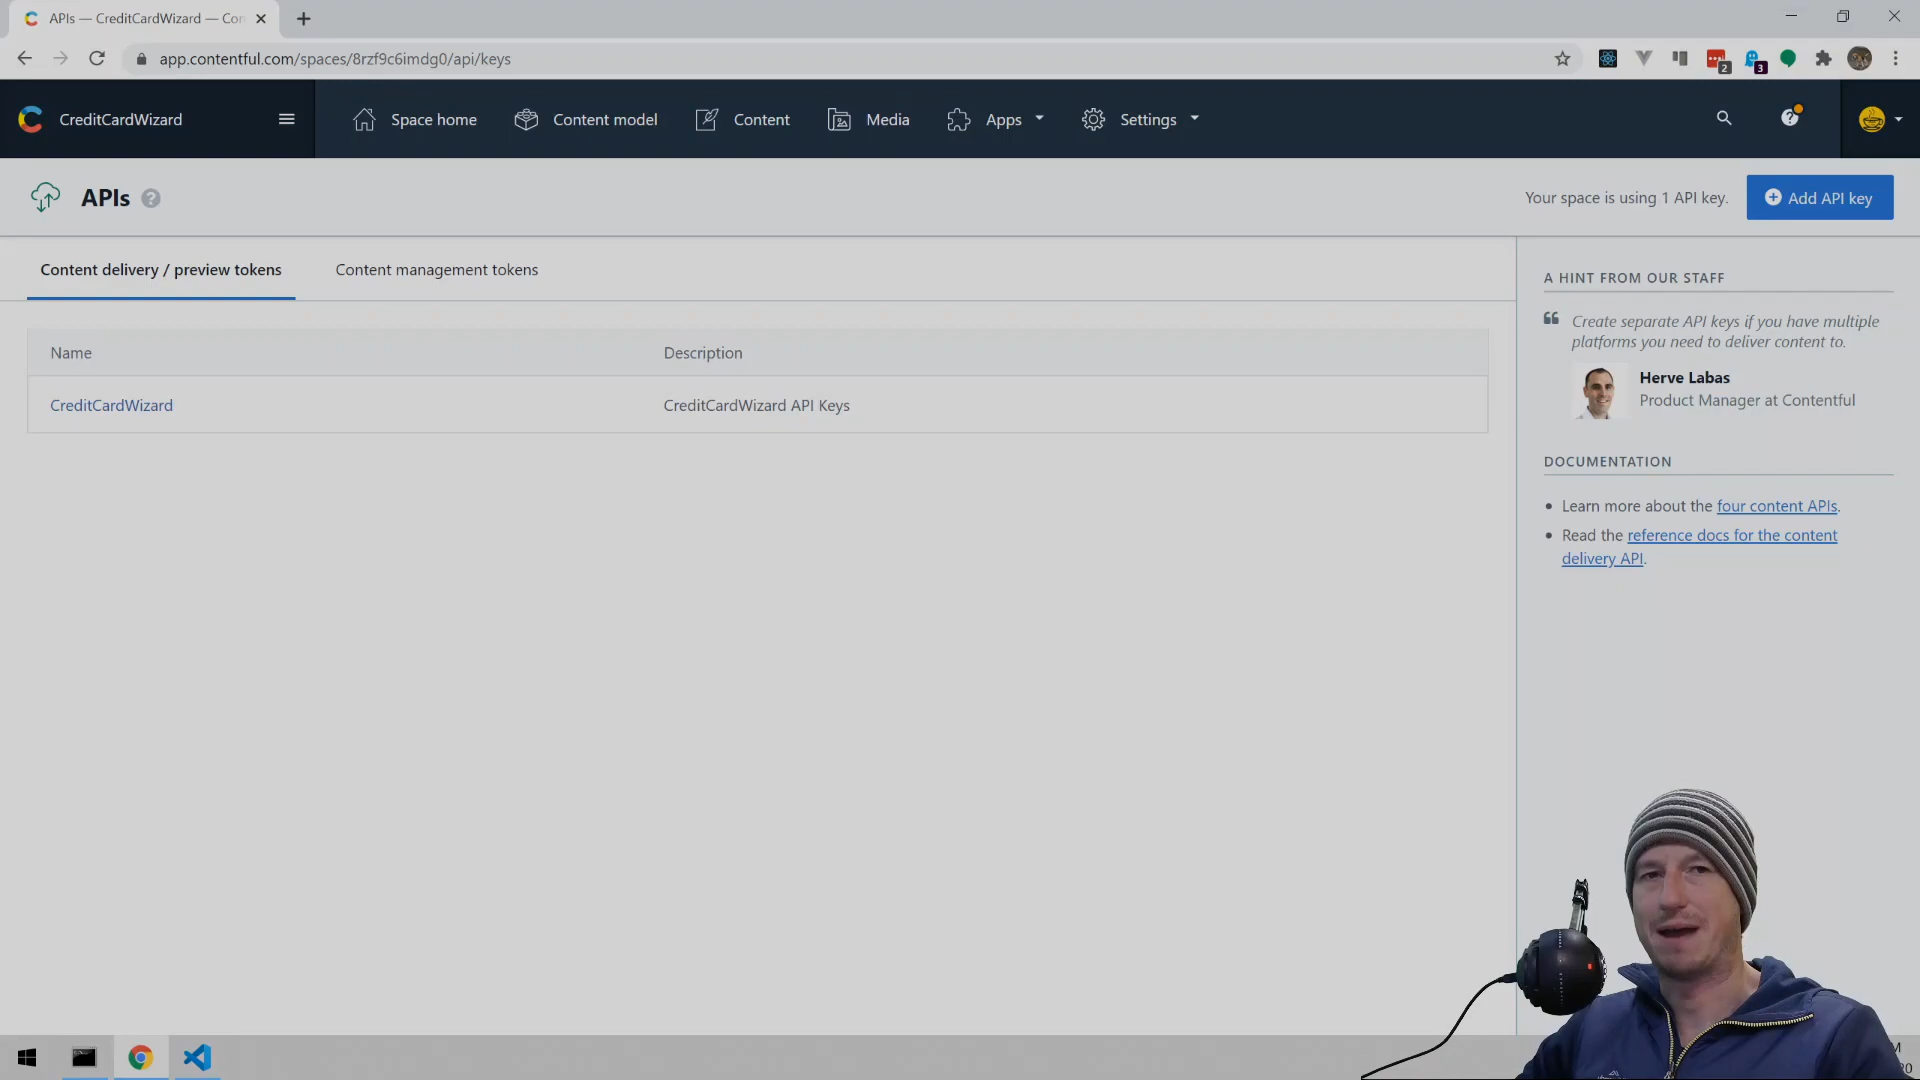 APIs — CreditCardWizard — Con
app.contentful.com/spaces/8rzf9c6imdg0/api/keys
2
3
CreditCardWizard
Space home
Content model
Content
Media
Apps
Settings
?
APIs ?
Your space is using 1 API key.
Add API key
Content delivery / preview tokens
Content management tokens
Name
Description
CreditCardWizard
CreditCardWizard API Keys
A HINT FROM OUR STAFF
Create separate API keys if you have multiple
platforms you need to deliver content to.
Herve Labas
Product Manager at Contentful
DOCUMENTATION
Learn more about the four content APIs.
Read the reference docs for the content
delivery API.